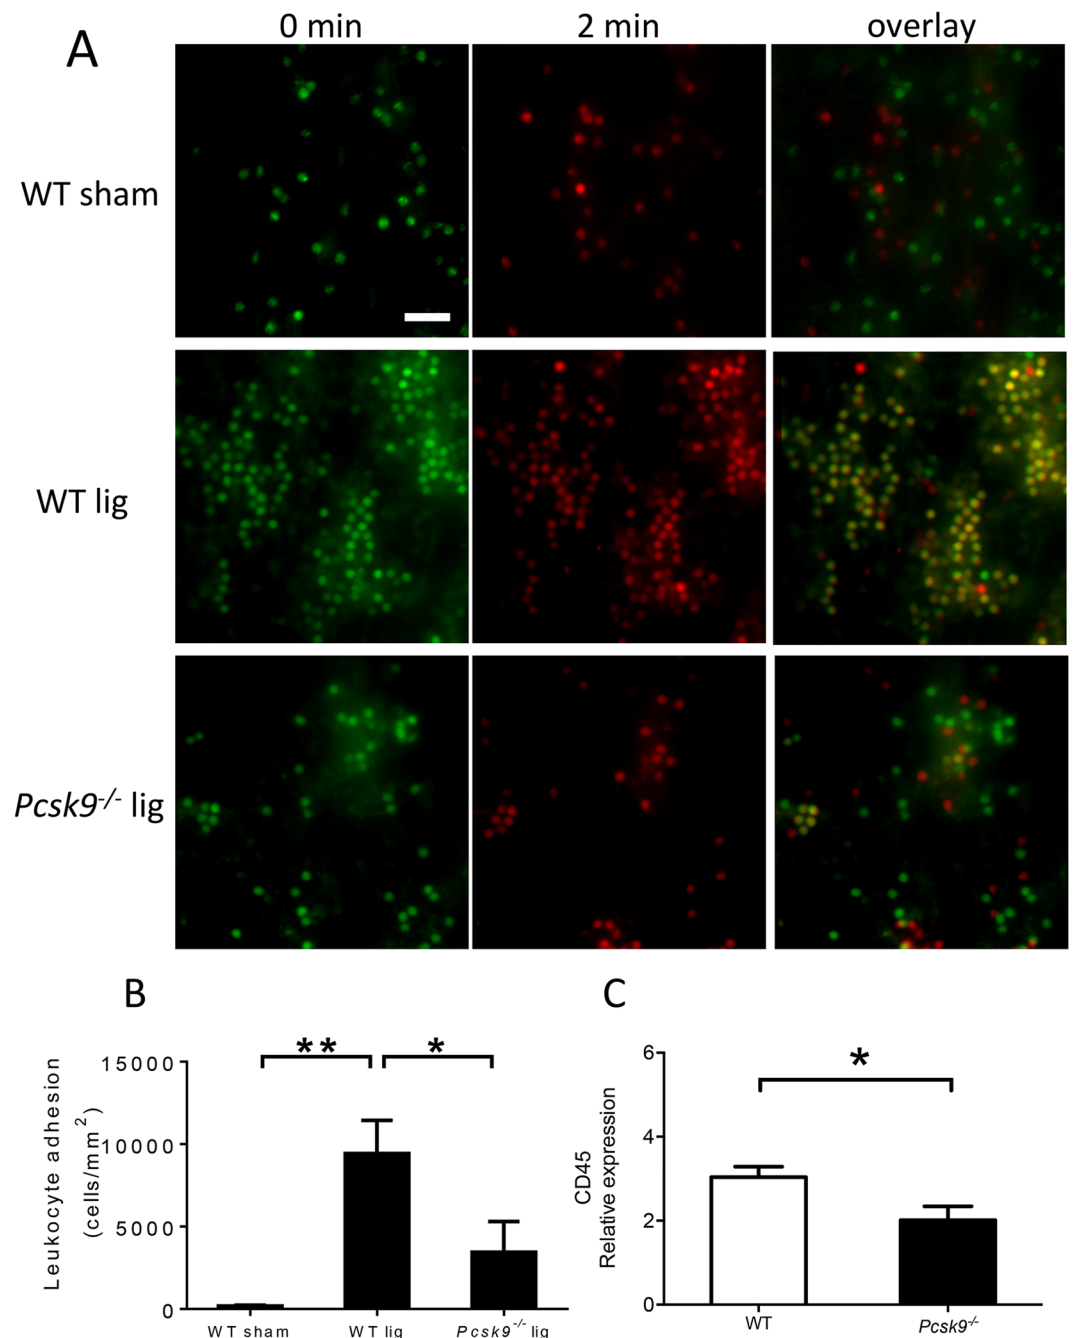 A
0 min 2 min overlay
WT sham
WT lig
Pcsk9-/- lig
B
C
Leukocyte adhesion
(cells/mm2)
15000
10000
5000
0
** *
WT sham WT lig Pcsk9-/- lig
CD45
Relative expression
6
4
2
0
*
WT Pcsk9-/-